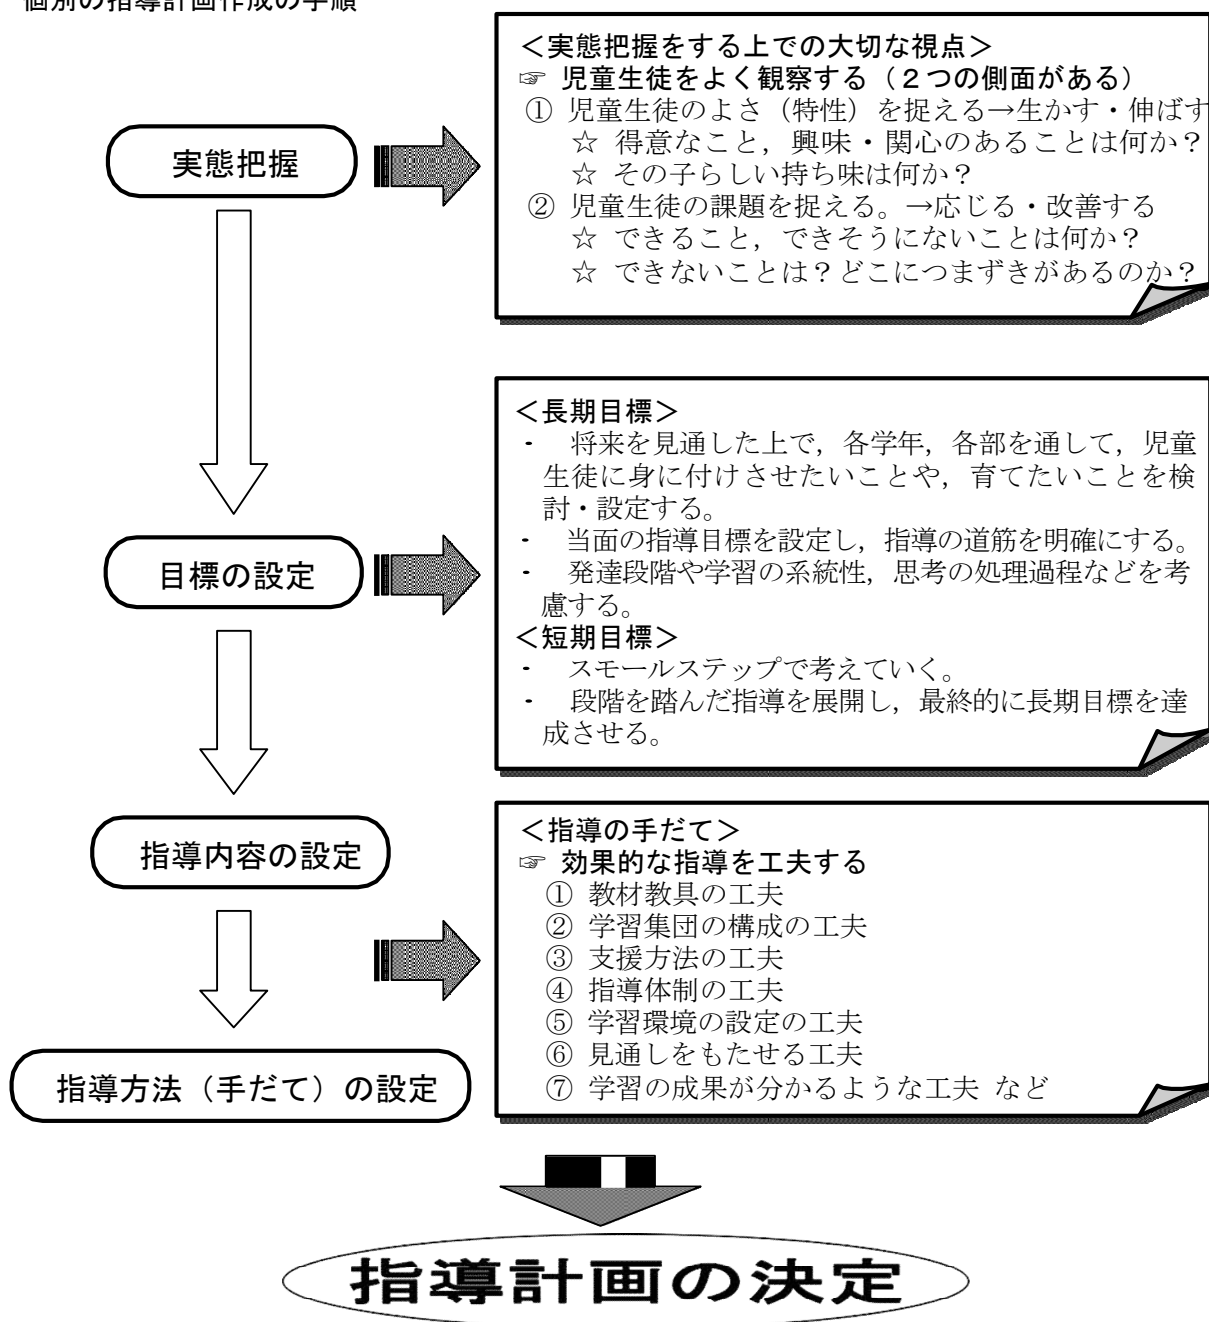 個別の指導計画作成の手順
＜実態把握をする上での大切な視点＞
☞ 児童生徒をよく観察する（２つの側面がある）
① 児童生徒のよさ（特性）を捉える→生かす・伸ばす
☆ 得意なこと，興味・関心のあることは何か？
☆ その子らしい持ち味は何か？
② 児童生徒の課題を捉える。→応じる・改善する
☆ できること，できそうにないことは何か？
☆ できないことは？どこにつまずきがあるのか？
実態把握
＜長期目標＞
・ 将来を見通した上で，各学年，各部を通して，児童
生徒に身に付けさせたいことや，育てたいことを検
討・設定する。
・ 当面の指導目標を設定し，指導の道筋を明確にする。
・ 発達段階や学習の系統性，思考の処理過程などを考
慮する。
＜短期目標＞
・ スモールステップで考えていく。
・ 段階を踏んだ指導を展開し，最終的に長期目標を達
成させる。
目標の設定
指導内容の設定
＜指導の手だて＞
☞ 効果的な指導を工夫する
① 教材教具の工夫
② 学習集団の構成の工夫
③ 支援方法の工夫
④ 指導体制の工夫
⑤ 学習環境の設定の工夫
⑥ 見通しをもたせる工夫
⑦ 学習の成果が分かるような工夫 など
指導方法（手だて）の設定
指導計画の決定